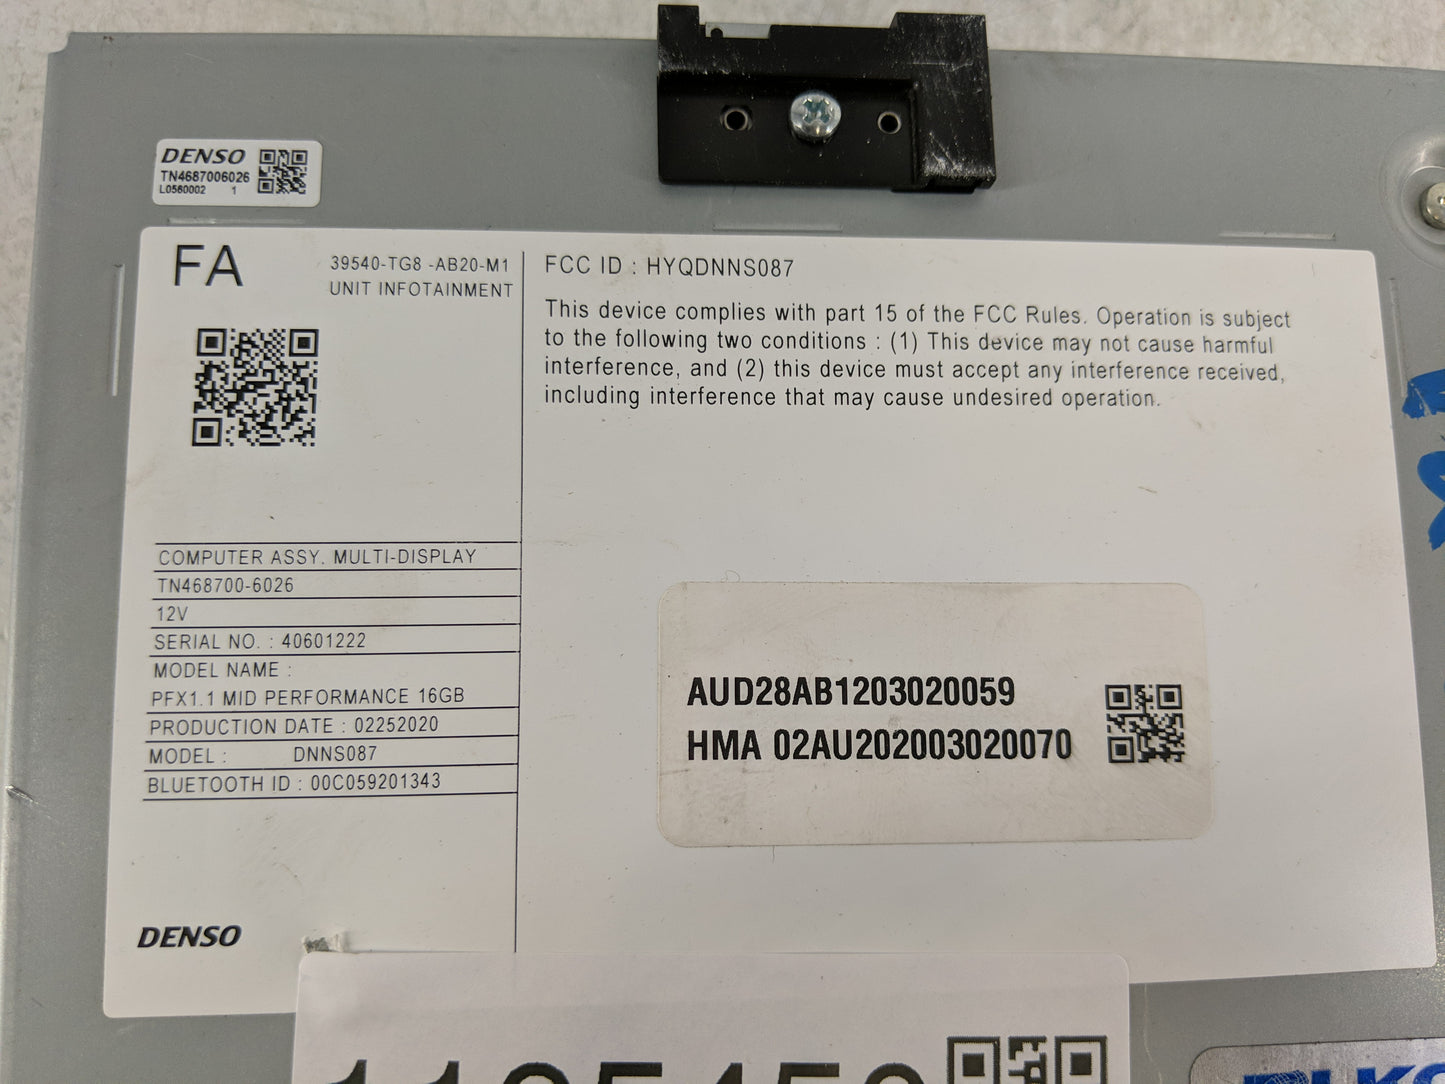 DENSO
TN4687006026
L0560002 1
FA
39540-TG8 -AB20-M1
UNIT INFOTAINMENT
FCC ID : HYQDNNS087
This device complies with part 15 of the FCC Rules. Operation is subject
to the following two conditions : (1) This device may not cause harmful
interference, and (2) this device must accept any interference received,
including interference that may cause undesired operation.
COMPUTER ASSY. MULTI-DISPLAY
TN468700-6026
12V
SERIAL NO. : 40601222
MODEL NAME :
PFX1.1 MID PERFORMANCE 16GB
PRODUCTION DATE : 02252020
MODEL : DNNS087
BLUETOOTH ID : 00C059201343
AUD28AB1203020059
HMA 02AU202003020070
DENSO